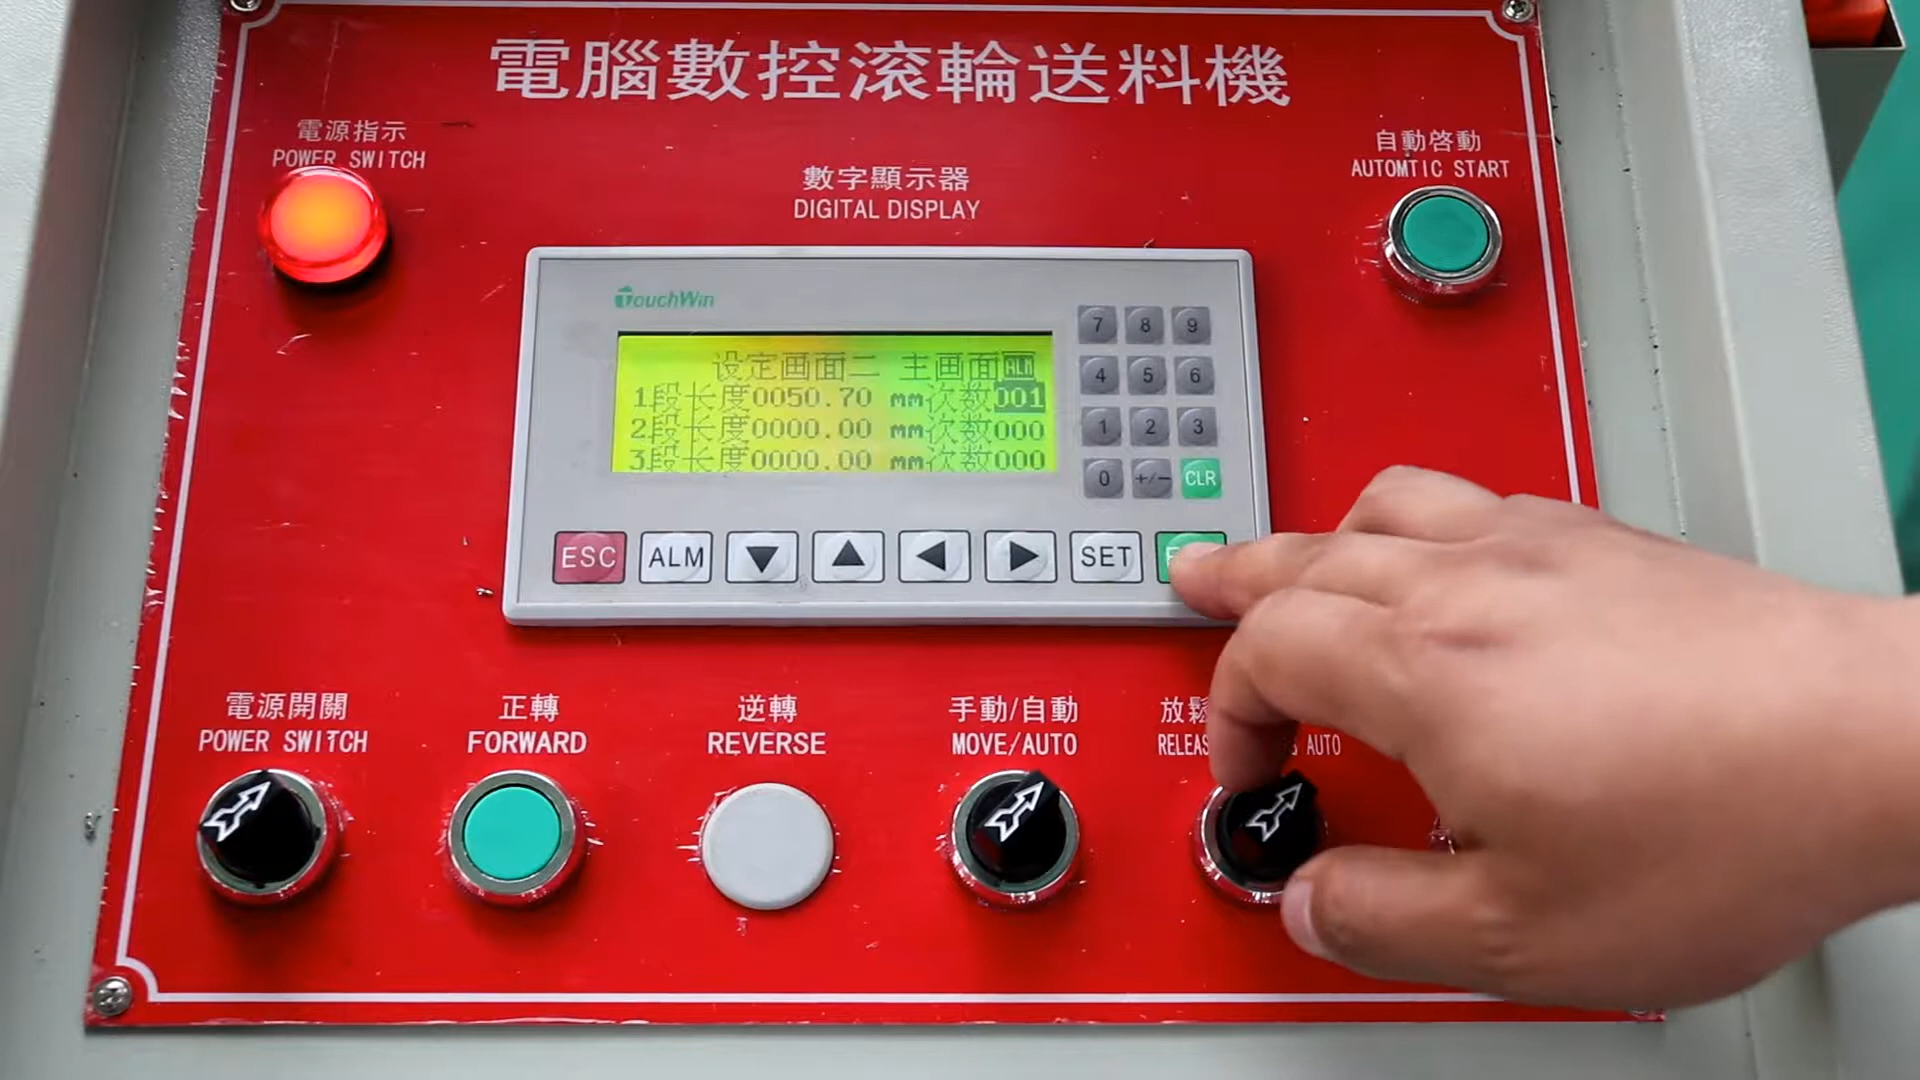 電腦數控滚輪送料機
電源指示
POWER SWITCH
自動啓動
AUTOMTIC START
數字顯示器
DIGITAL DISPLAY
TouchWin
设定画面二 主画面ALM
1段长度0050.70 mm次数001
2段长度0000.00 mm次数000
3段长度0000.00 mm次数000
7 8 9
4 5 6
1 2 3
0 +/- CLR
ESC ALM SET
電源開關
POWER SWITCH
正轉
FORWARD
逆轉
REVERSE
手動/自動
MOVE/AUTO
放鬆
AUTO